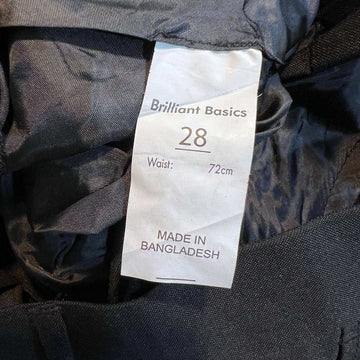 Brilliant Basics
28
Waist: 72cm
MADE IN
BANGLADESH